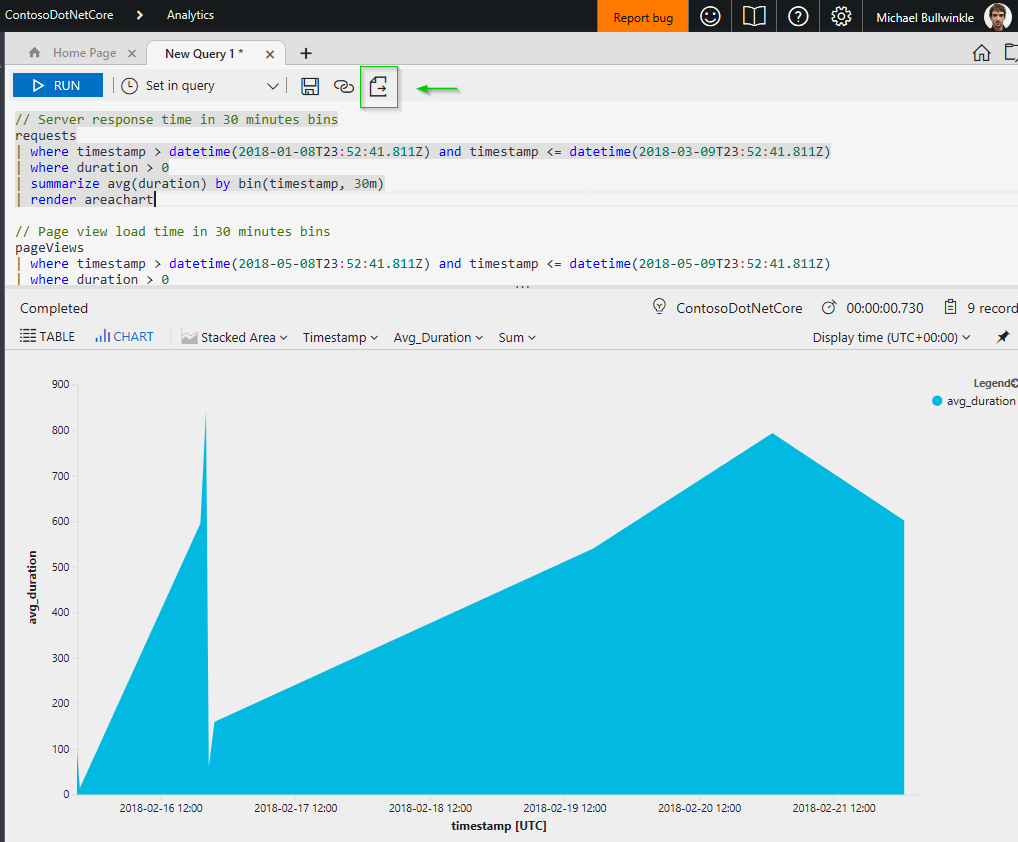 ContosoDotNetCore > Analytics Report bug Michael Bullwinkle
Home Page × New Query 1 * × +
RUN Set in query
// Server response time in 30 minutes bins
requests
| where timestamp > datetime(2018-01-08T23:52:41.811Z) and timestamp <= datetime(2018-03-09T23:52:41.811Z)
| where duration > 0
| summarize avg(duration) by bin(timestamp, 30m)
| render areachart
// Page view load time in 30 minutes bins
pageViews
| where timestamp > datetime(2018-05-08T23:52:41.811Z) and timestamp <= datetime(2018-05-09T23:52:41.811Z)
| where duration > 0
Completed ContosoDotNetCore 00:00:00.730 9 record
TABLE CHART Stacked Area Timestamp Avg_Duration Sum Display time (UTC+00:00)
Legend
avg_duration
900
800
700
600
500
400
300
200
100
0
avg_duration
2018-02-16 12:00 2018-02-17 12:00 2018-02-18 12:00 2018-02-19 12:00 2018-02-20 12:00 2018-02-21 12:00
timestamp [UTC]